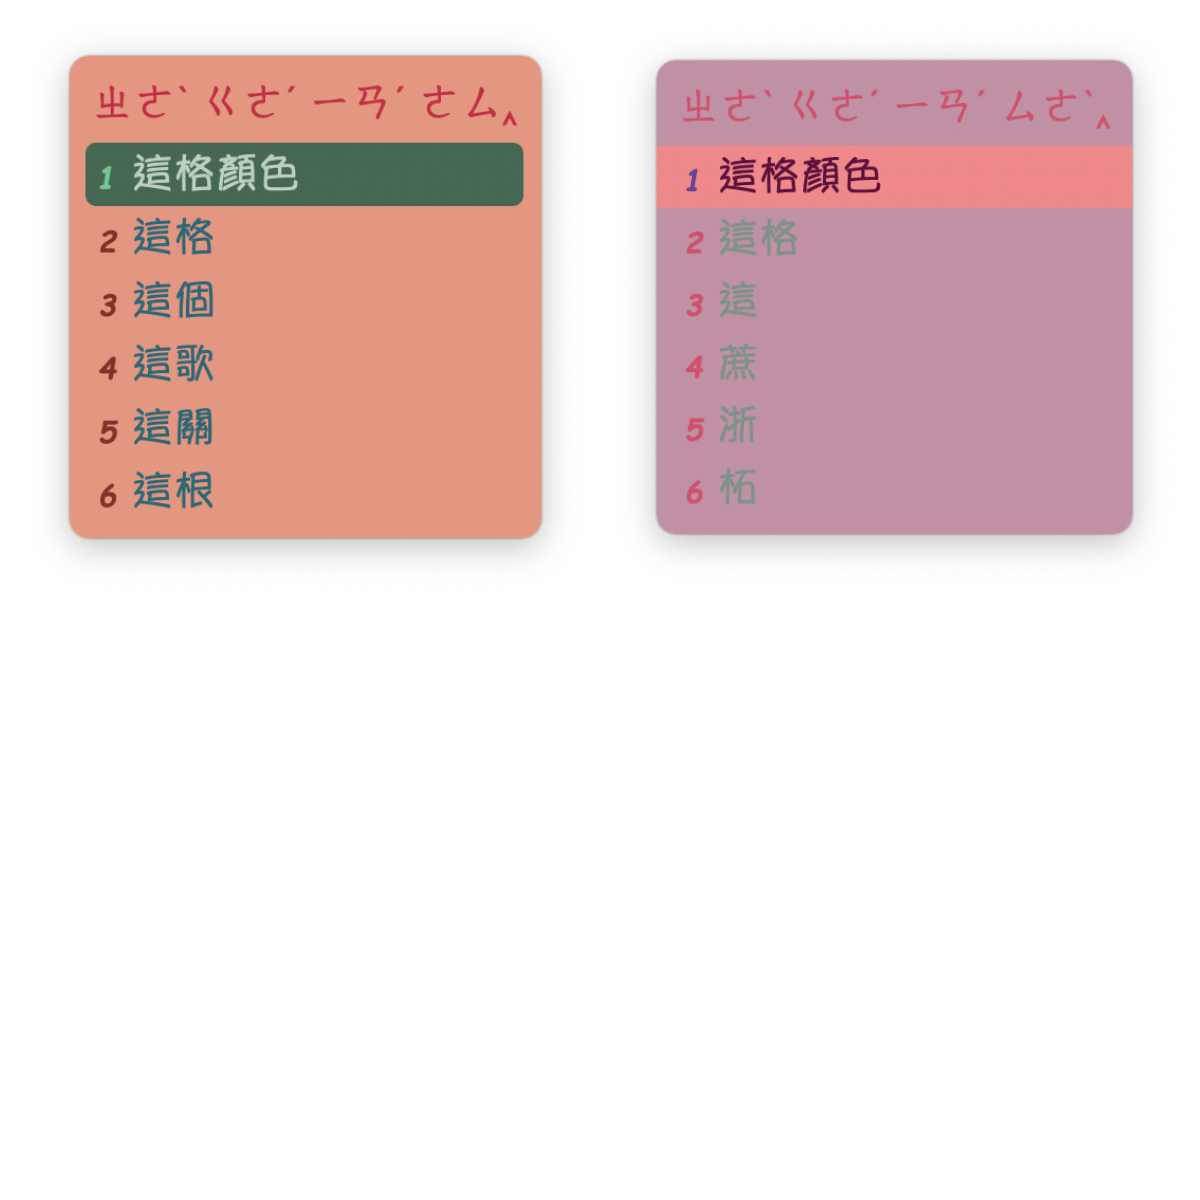 ㄓㄜˋ ㄍㄜˊ ㄧㄢˊ ㄜㄙ‸
1 這格顏色
2 這格
3 這個
4 這歌
5 這關
6 這根
ㄓㄜˋ ㄍㄜˊ ㄧㄢˊ ㄙㄜˋ‸
1 這格顏色
2 這格
3 這
4 蔗
5 浙
6 柘